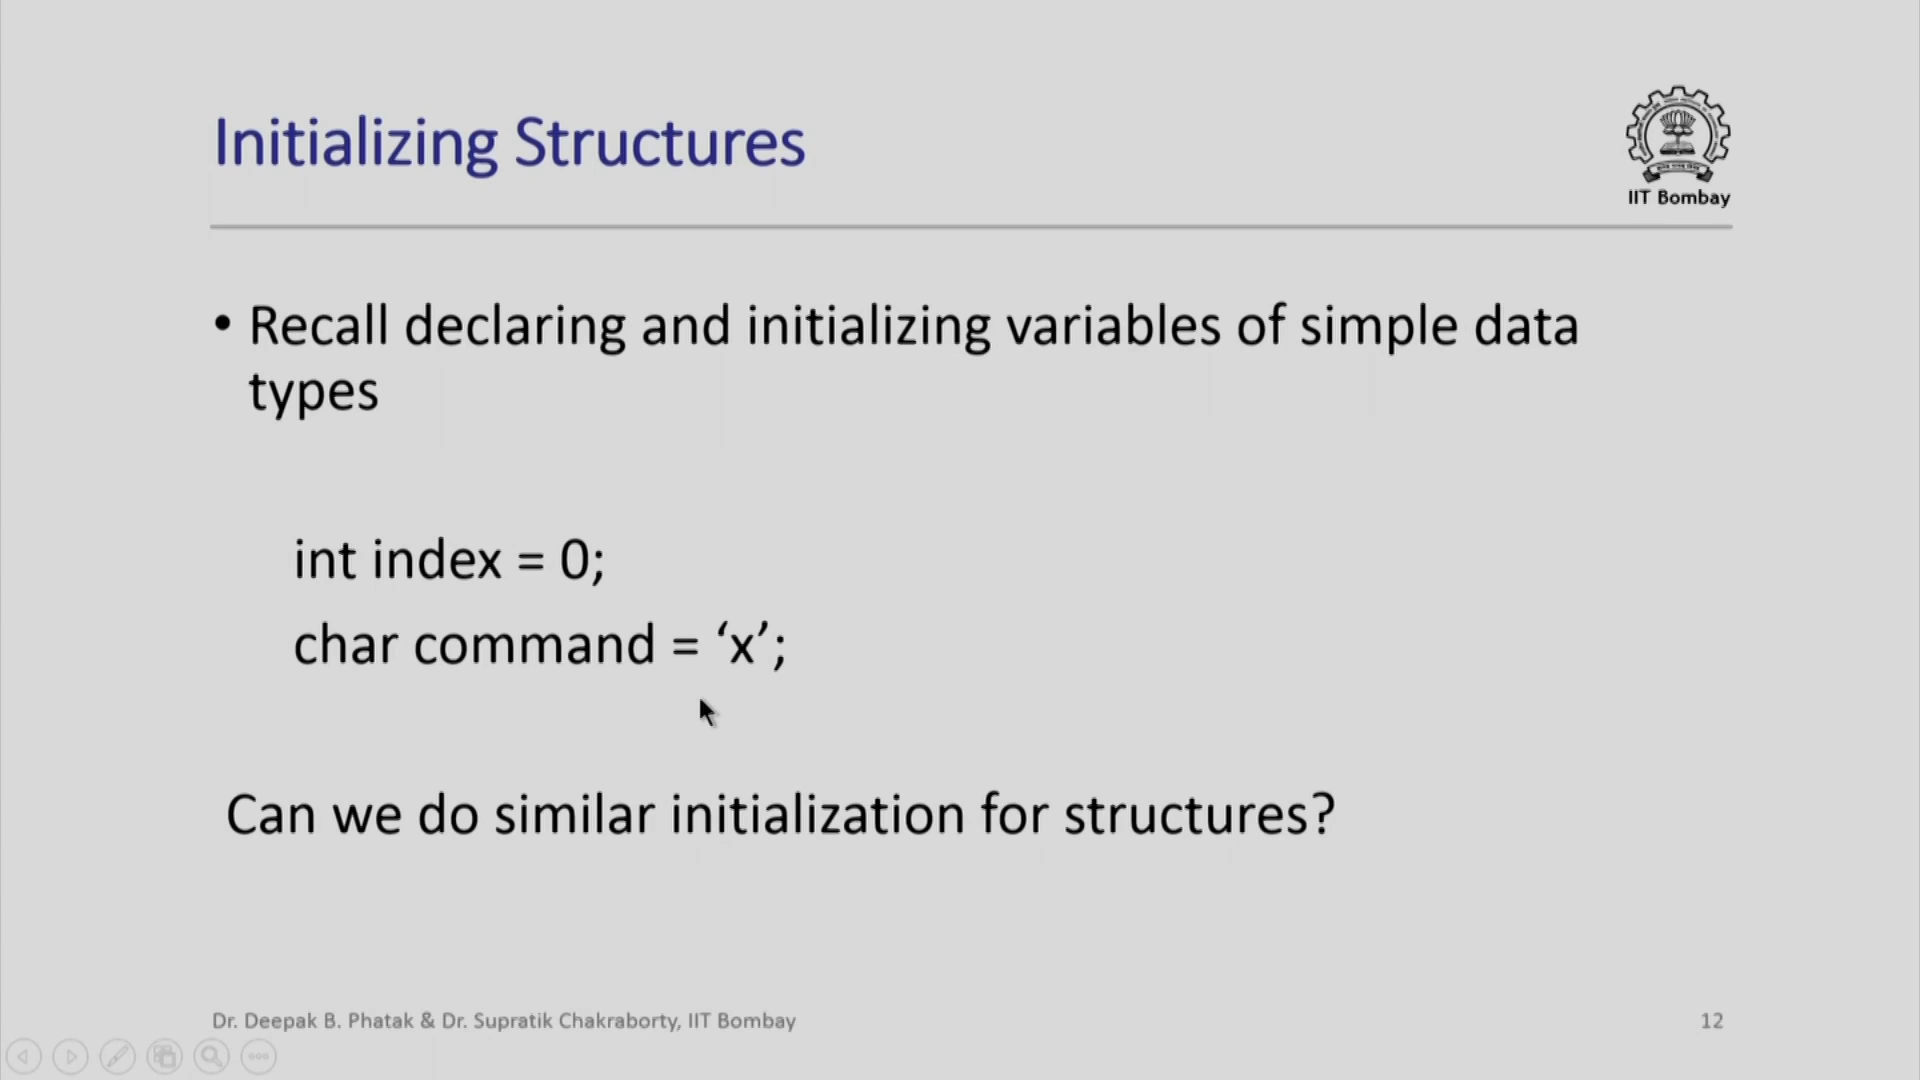 Initializing Structures
IIT Bombay
• Recall declaring and initializing variables of simple data
types
int index = 0;
char command = ‘x’;
Can we do similar initialization for structures?
Dr. Deepak B. Phatak & Dr. Supratik Chakraborty, IIT Bombay
12